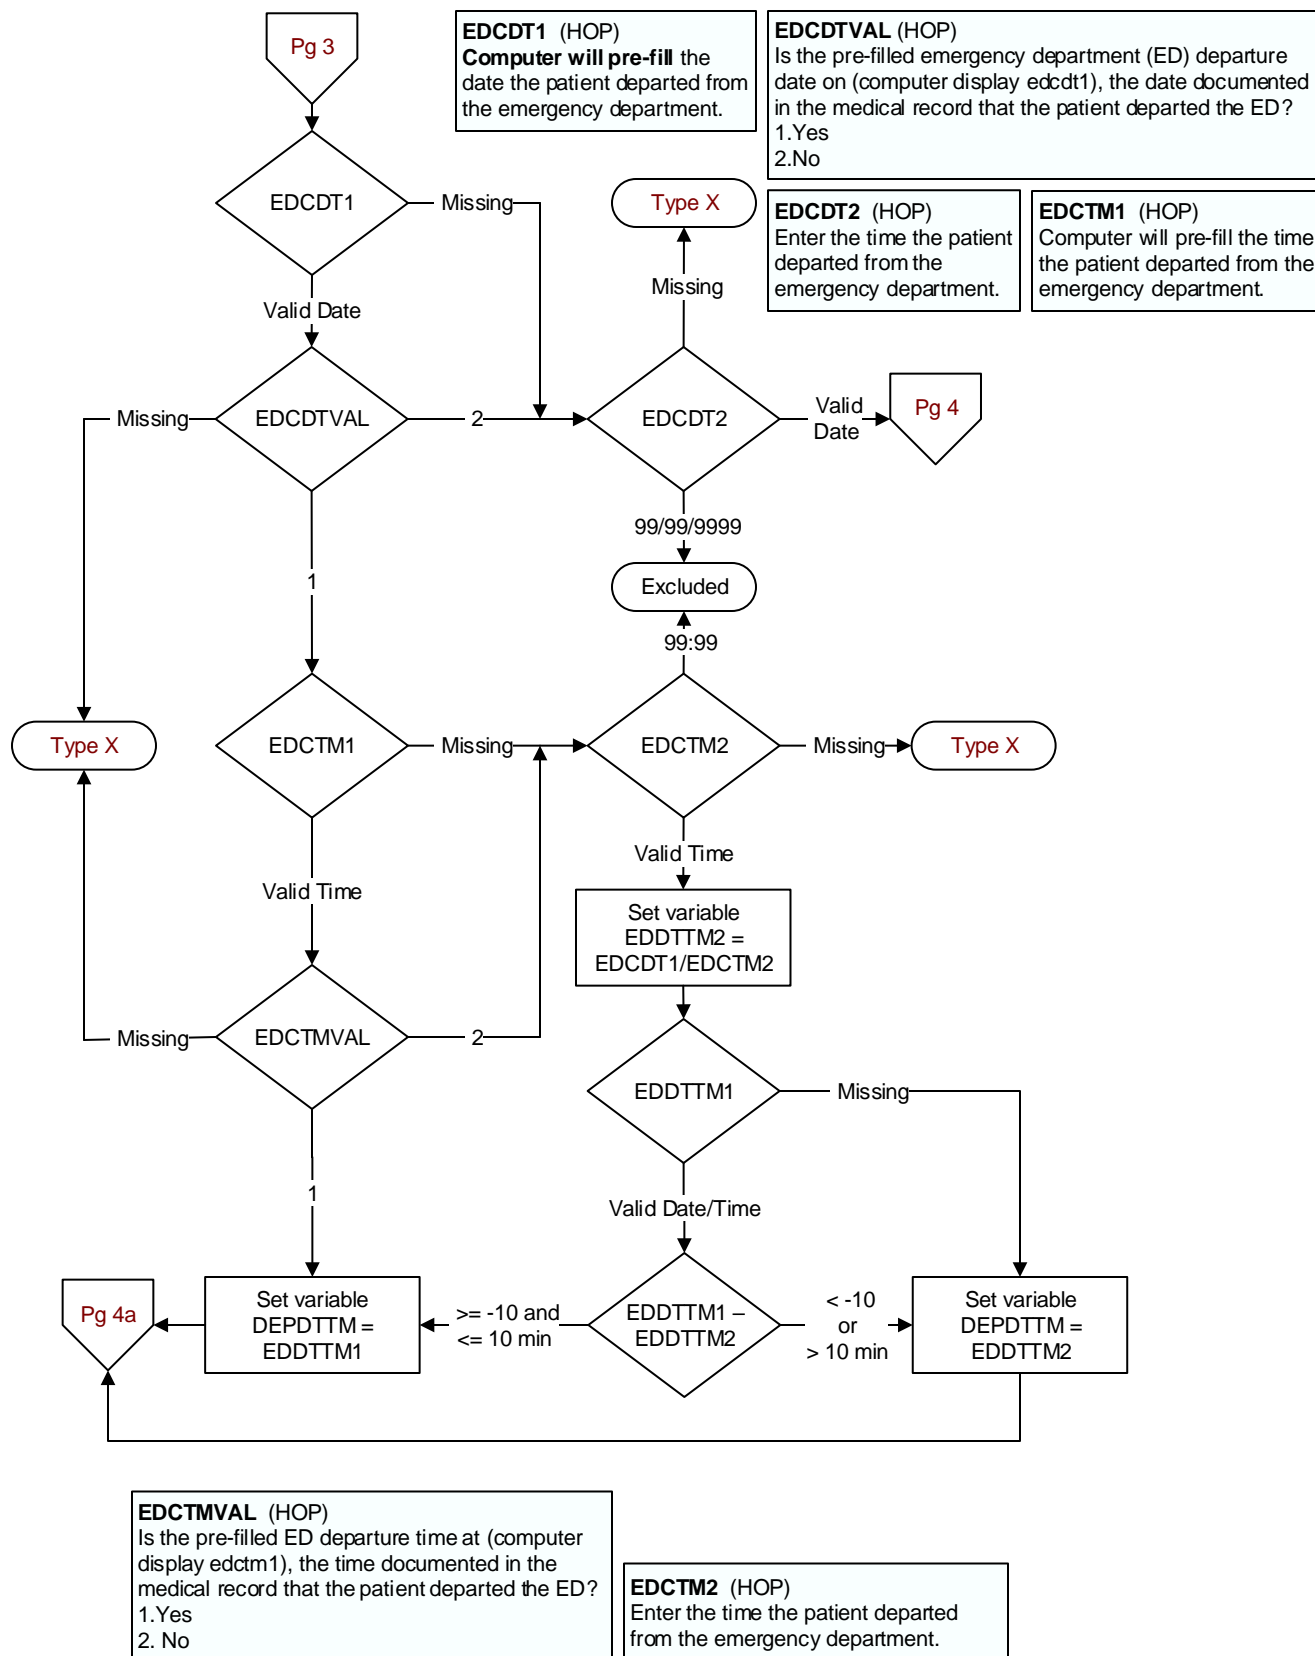 Pg 3
EDCDT1 (HOP)
Computer will pre-fill the
date the patient departed from
the emergency department.
EDCDTVAL (HOP)
Is the pre-filled emergency department (ED) departure
date on (computer display edcdt1), the date documented
in the medical record that the patient departed the ED?
1.Yes
2.No
EDCDT1
Missing
Type X
EDCDT2 (HOP)
Enter the time the patient
departed from the
emergency department.
EDCTM1 (HOP)
Computer will pre-fill the time
the patient departed from the
emergency department.
Missing
Valid Date
Missing
EDCDTVAL
2
EDCDT2
Valid
Date
Pg 4
99/99/9999
1
Excluded
99:99
Type X
EDCTM1
Missing
EDCTM2
Missing
Type X
Valid Time
Valid Time
Set variable
EDDTTM2 =
EDCDT1/EDCTM2
Missing
EDCTMVAL
2
EDDTTM1
Missing
1
Valid Date/Time
Pg 4a
Set variable
DEPDTTM =
EDDTTM1
>= -10 and
<= 10 min
EDDTTM1 –
EDDTTM2
< -10
or
> 10 min
Set variable
DEPDTTM =
EDDTTM2
EDCTMVAL (HOP)
Is the pre-filled ED departure time at (computer
display edctm1), the time documented in the
medical record that the patient departed the ED?
1.Yes
2. No
EDCTM2 (HOP)
Enter the time the patient departed
from the emergency department.